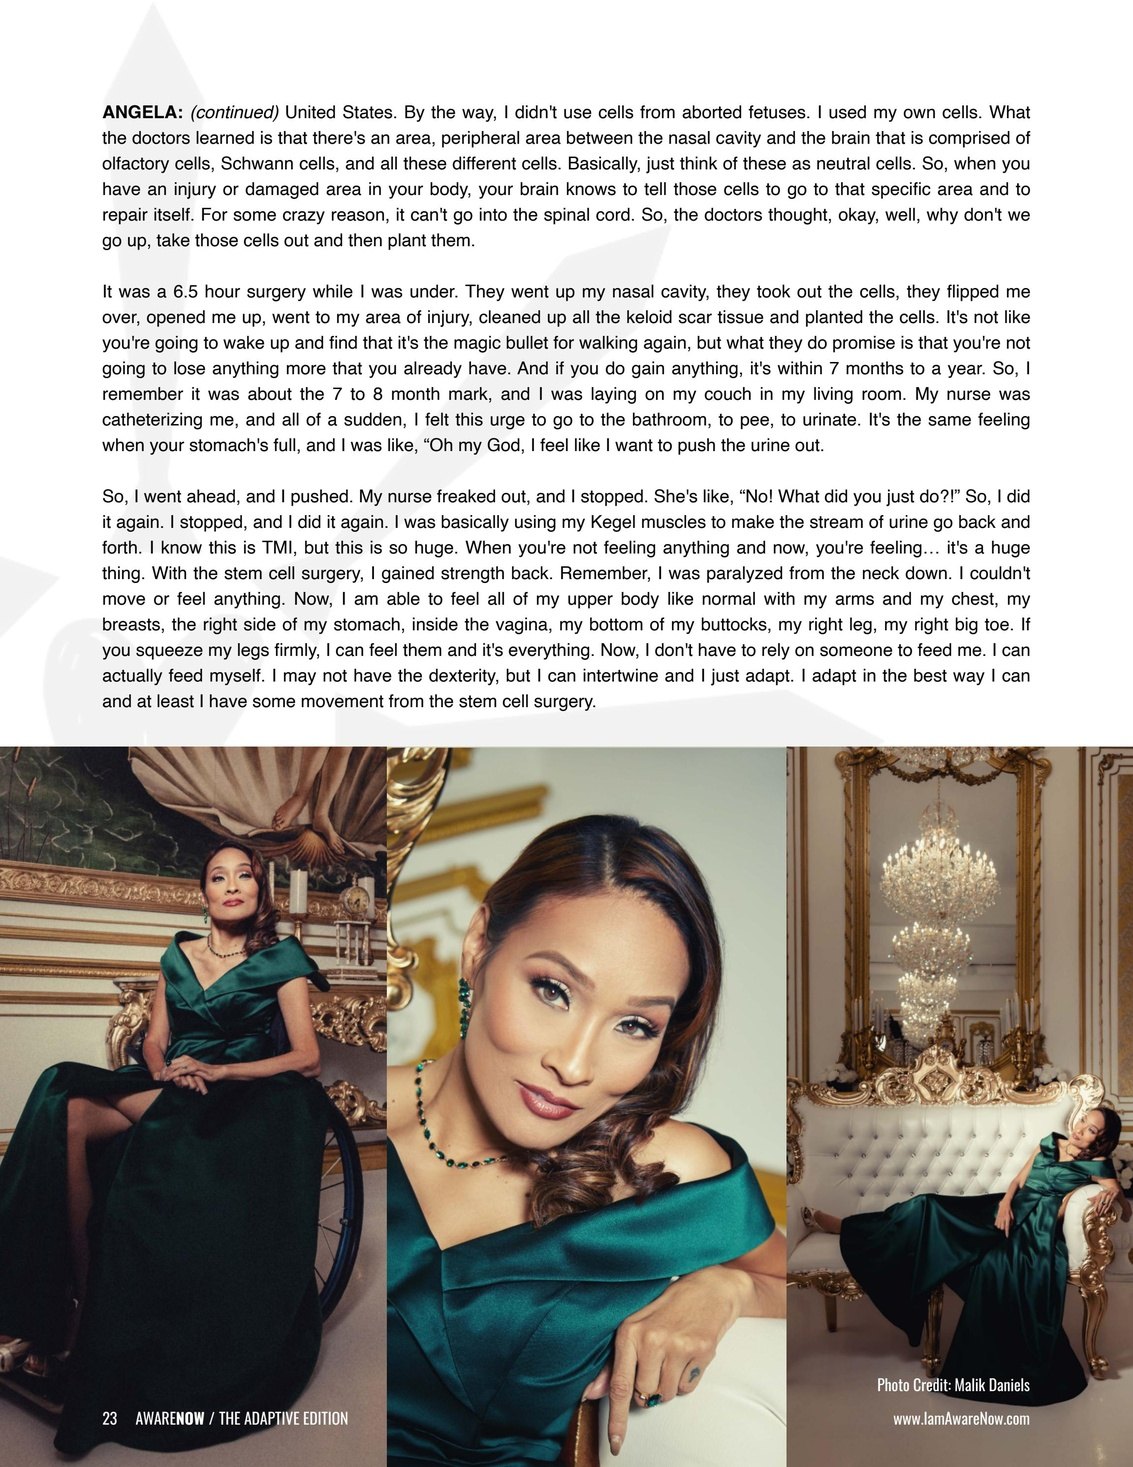 ANGELA: (continued) United States. By the way, I didn't use cells from aborted fetuses. I used my own cells. What
the doctors learned is that there's an area, peripheral area between the nasal cavity and the brain that is comprised of
olfactory cells, Schwann cells, and all these different cells. Basically, just think of these as neutral cells. So, when you
have an injury or damaged area in your body, your brain knows to tell those cells to go to that specific area and to
repair itself. For some crazy reason, it can't go into the spinal cord. So, the doctors thought, okay, well, why don't we
go up, take those cells out and then plant them.
It was a 6.5 hour surgery while I was under. They went up my nasal cavity, they took out the cells, they flipped me
over, opened me up, went to my area of injury, cleaned up all the keloid scar tissue and planted the cells. It's not like
you're going to wake up and find that it's the magic bullet for walking again, but what they do promise is that you're not
going to lose anything more that you already have. And if you do gain anything, it's within 7 months to a year. So, I
remember it was about the 7 to 8 month mark, and I was laying on my couch in my living room. My nurse was
catheterizing me, and all of a sudden, I felt this urge to go to the bathroom, to pee, to urinate. It's the same feeling
when your stomach's full, and I was like, “Oh my God, I feel like I want to push the urine out.
So, I went ahead, and I pushed. My nurse freaked out, and I stopped. She's like, “No! What did you just do?!” So, I did
it again. I stopped, and I did it again. I was basically using my Kegel muscles to make the stream of urine go back and
forth. I know this is TMI, but this is so huge. When you're not feeling anything and now, you're feeling… it's a huge
thing. With the stem cell surgery, I gained strength back. Remember, I was paralyzed from the neck down. I couldn't
move or feel anything. Now, I am able to feel all of my upper body like normal with my arms and my chest, my
breasts, the right side of my stomach, inside the vagina, my bottom of my buttocks, my right leg, my right big toe. If
you squeeze my legs firmly, I can feel them and it's everything. Now, I don't have to rely on someone to feed me. I can
actually feed myself. I may not have the dexterity, but I can intertwine and I just adapt. I adapt in the best way I can
and at least I have some movement from the stem cell surgery.
Photo Credit: Malik Daniels
23 AWARENOW / THE ADAPTIVE EDITION
www.IamAwareNow.com